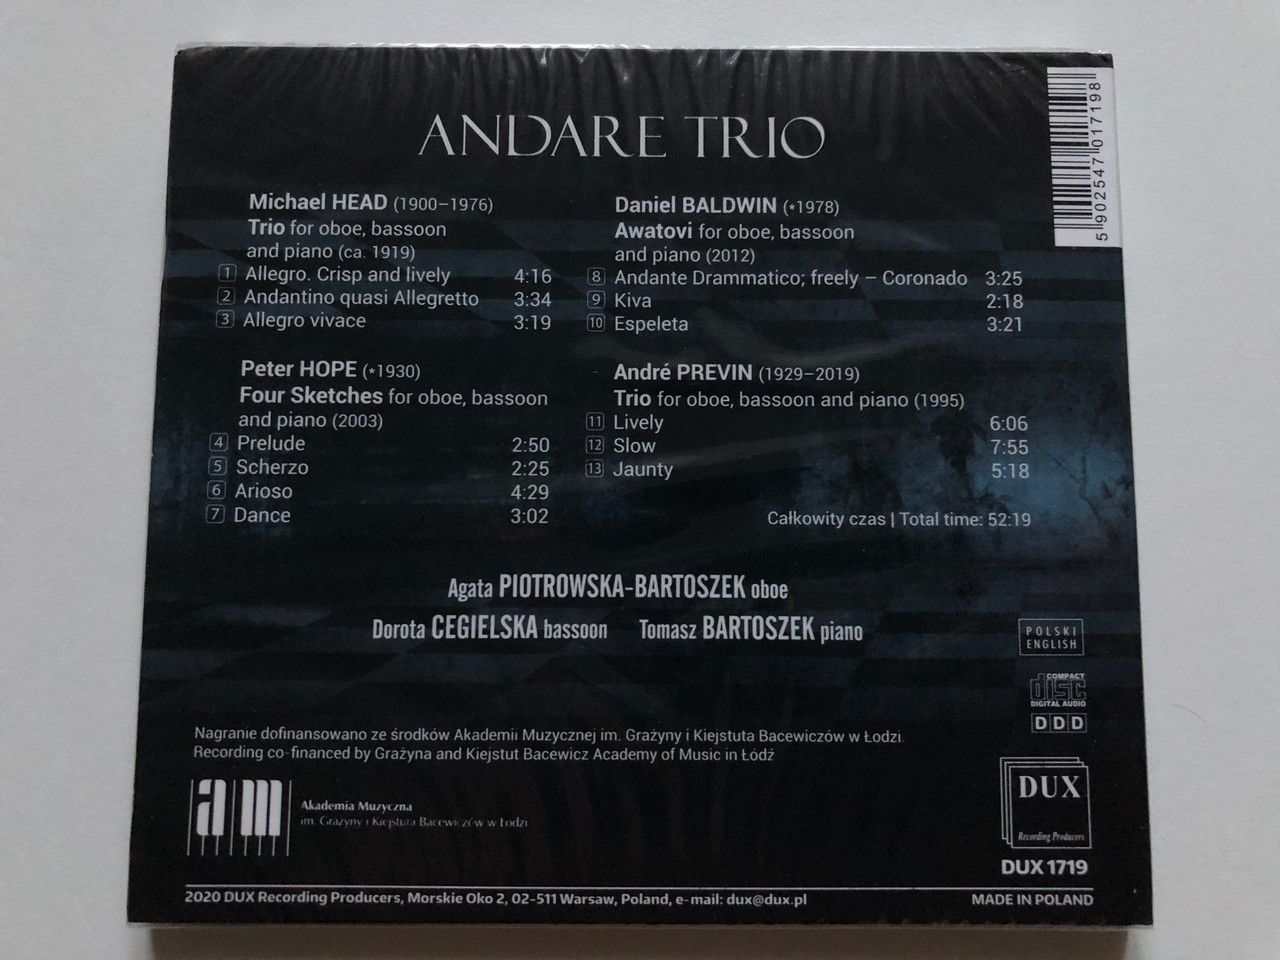 ANDARE TRIO
Michael HEAD (1900–1976)
Trio for oboe, bassoon
and piano (ca. 1919)
1 Allegro. Crisp and lively 4:16
2 Andantino quasi Allegretto 3:34
3 Allegro vivace 3:19
Peter HOPE (*1930)
Four Sketches for oboe, bassoon
and piano (2003)
4 Prelude 2:50
5 Scherzo 2:25
6 Arioso 4:29
7 Dance 3:02
Daniel BALDWIN (*1978)
Awatovi for oboe, bassoon
and piano (2012)
8 Andante Drammatico; freely – Coronado 3:25
9 Kiva 2:18
10 Espeleta 3:21
André PREVIN (1929–2019)
Trio for oboe, bassoon and piano (1995)
11 Lively 6:06
12 Slow 7:55
13 Jaunty 5:18
Całkowity czas | Total time: 52:19
5 902547 017198
Agata PIOTROWSKA-BARTOSZEK oboe
Dorota CEGIELSKA bassoon Tomasz BARTOSZEK piano
POLSKI
ENGLISH
COMPACT
disc
DIGITAL AUDIO
DDD
Nagranie dofinansowano ze środków Akademii Muzycznej im. Grażyny i Kiejstuta Bacewiczów w Łodzi.
Recording co-financed by Grażyna and Kiejstut Bacewicz Academy of Music in Łódź
am
Akademia Muzyczna
im. Grażyny i Kiejstuta Bacewiczów w Łodzi
DUX
Recording Producers
DUX 1719
2020 DUX Recording Producers, Morskie Oko 2, 02-511 Warsaw, Poland, e-mail: dux@dux.pl
MADE IN POLAND